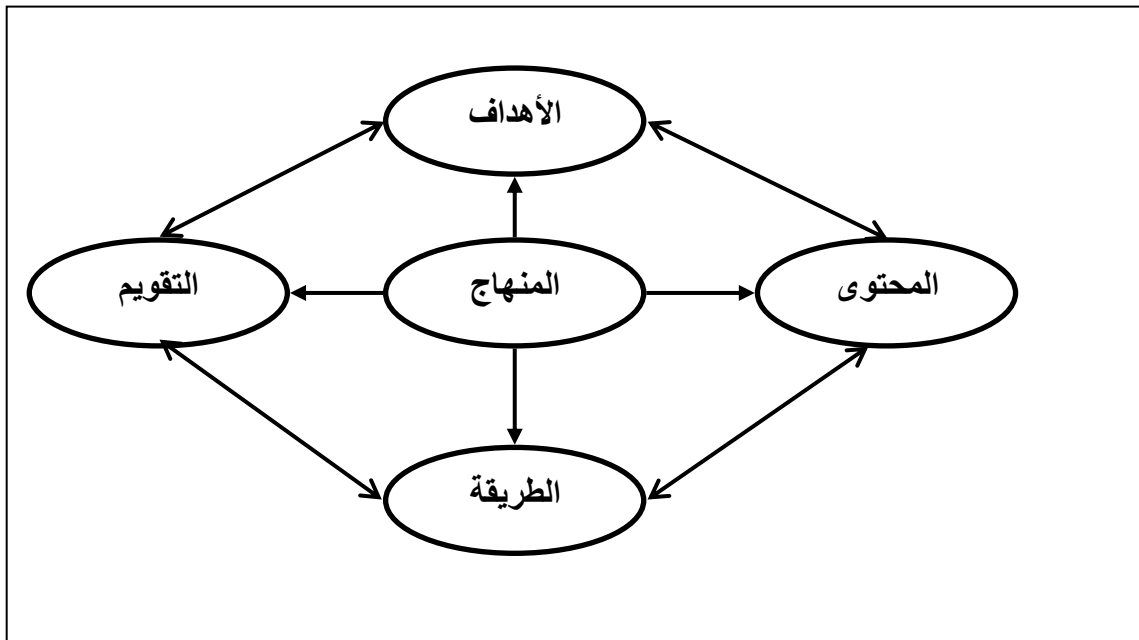 الأهداف
المحتوى
المنهاج
التقويم
الطريقة